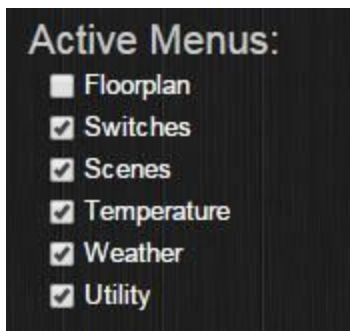 Active Menus:
Floorplan
Switches
Scenes
Temperature
Weather
Utility